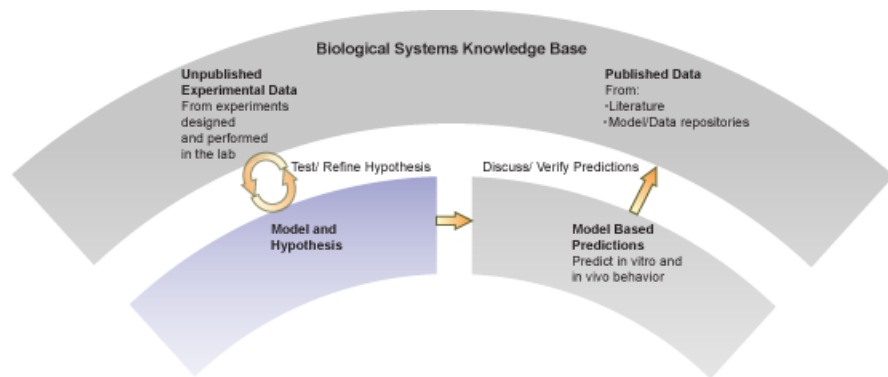 Biological Systems Knowledge Base
Unpublished
Experimental Data
From experiments
designed
and performed
in the lab
Published Data
From:
•Literature
•Model/Data repositories
Test/ Refine Hypothesis
Discuss/ Verify Predictions
Model and
Hypothesis
Model Based
Predictions
Predict in vitro and
in vivo behavior